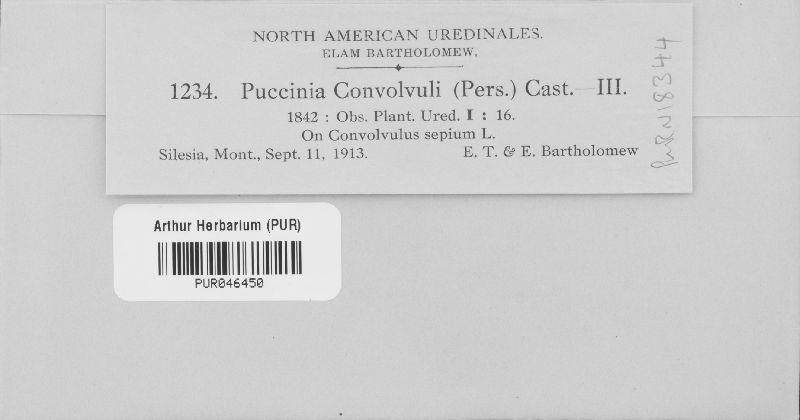 NORTH AMERICAN UREDINALES.
ELAM BARTHOLOMEW,
1234. Puccinia Convolvuli (Pers.) Cast.—III.
1842 : Obs. Plant. Ured. I : 16.
On Convolvulus sepium L.
Silesia, Mont., Sept. 11, 1913. E. T. & E. Bartholomew
PURN18344
Arthur Herbarium (PUR)
PUR046450